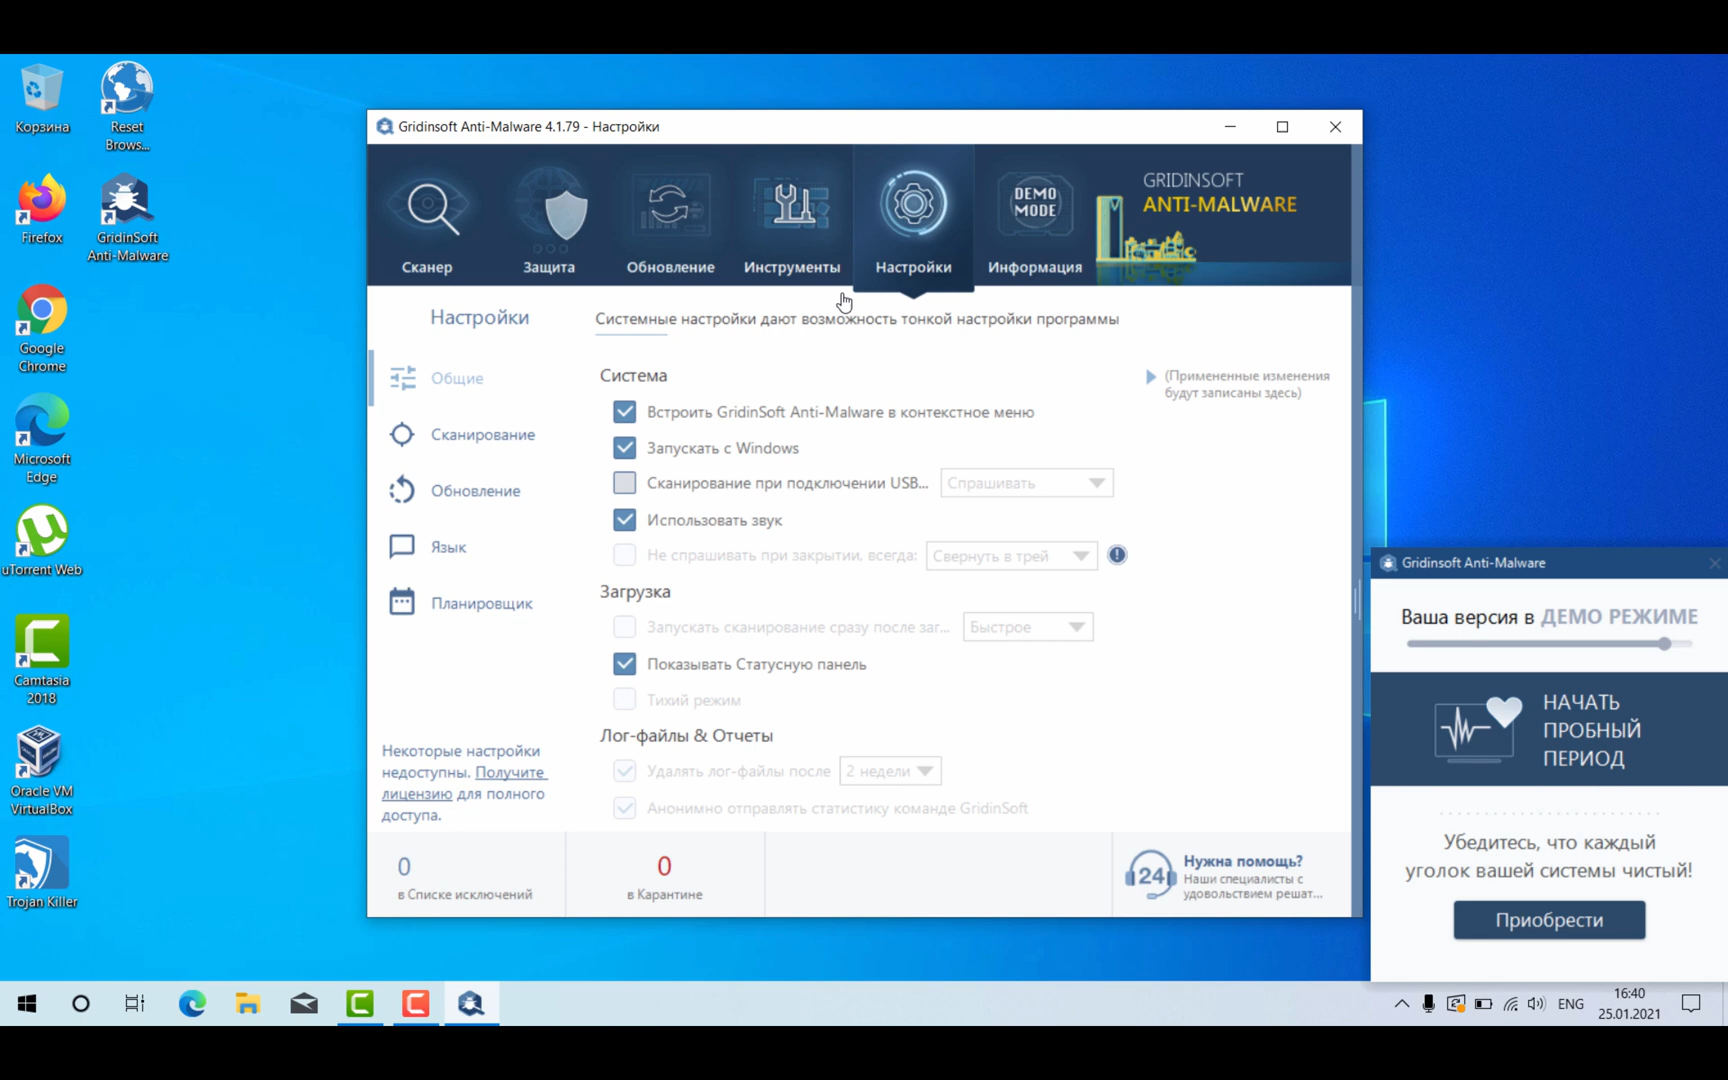 Корзина
Reset
Brows...
Firefox
GridinSoft
Anti-Malware
Google
Chrome
Microsoft
Edge
uTorrent Web
Camtasia
2018
Oracle VM
VirtualBox
Trojan Killer
Gridinsoft Anti-Malware 4.1.79 - Настройки
Сканер
Защита
Обновление
Инструменты
Настройки
DEMO
MODE
Информация
GRIDINSOFT
ANTI-MALWARE
Настройки
Общие
Сканирование
Обновление
Язык
Планировщик
Некоторые настройки
недоступны. Получите
лицензию для полного
доступа.
Системные настройки дают возможность тонкой настройки программы
Система
Встроить GridinSoft Anti-Malware в контекстное меню
Запускать с Windows
Сканирование при подключении USB... Спрашивать
Использовать звук
Не спрашивать при закрытии, всегда: Свернуть в трей
Загрузка
Запускать сканирование сразу после заг... Быстрое
Показывать Статусную панель
Тихий режим
Лог-файлы & Отчеты
Удалять лог-файлы после 2 недели
Анонимно отправлять статистику команде GridinSoft
(Примененные изменения
будут записаны здесь)
0
в Списке исключений
0
в Карантине
24
Нужна помощь?
Наши специалисты с
удовольствием решат...
Gridinsoft Anti-Malware
Ваша версия в ДЕМО РЕЖИМЕ
НАЧАТЬ
ПРОБНЫЙ
ПЕРИОД
Убедитесь, что каждый
уголок вашей системы чистый!
Приобрести
ENG
16:40
25.01.2021